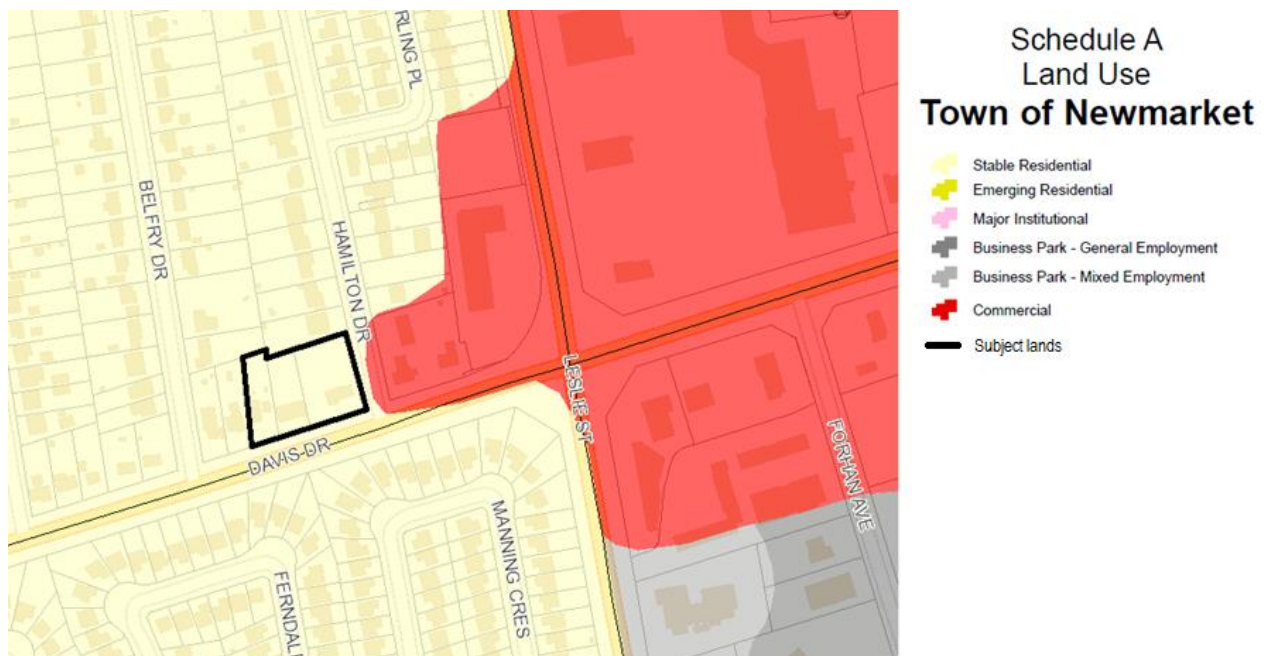 RLING PL
BELFRY DR
HAMILTON DR
DAVIS DR
LESLIE ST
MANNING CRES
FORHAN AVE
FERNDAL
Schedule A
Land Use
Town of Newmarket
Stable Residential
Emerging Residential
Major Institutional
Business Park - General Employment
Business Park - Mixed Employment
Commercial
Subject lands